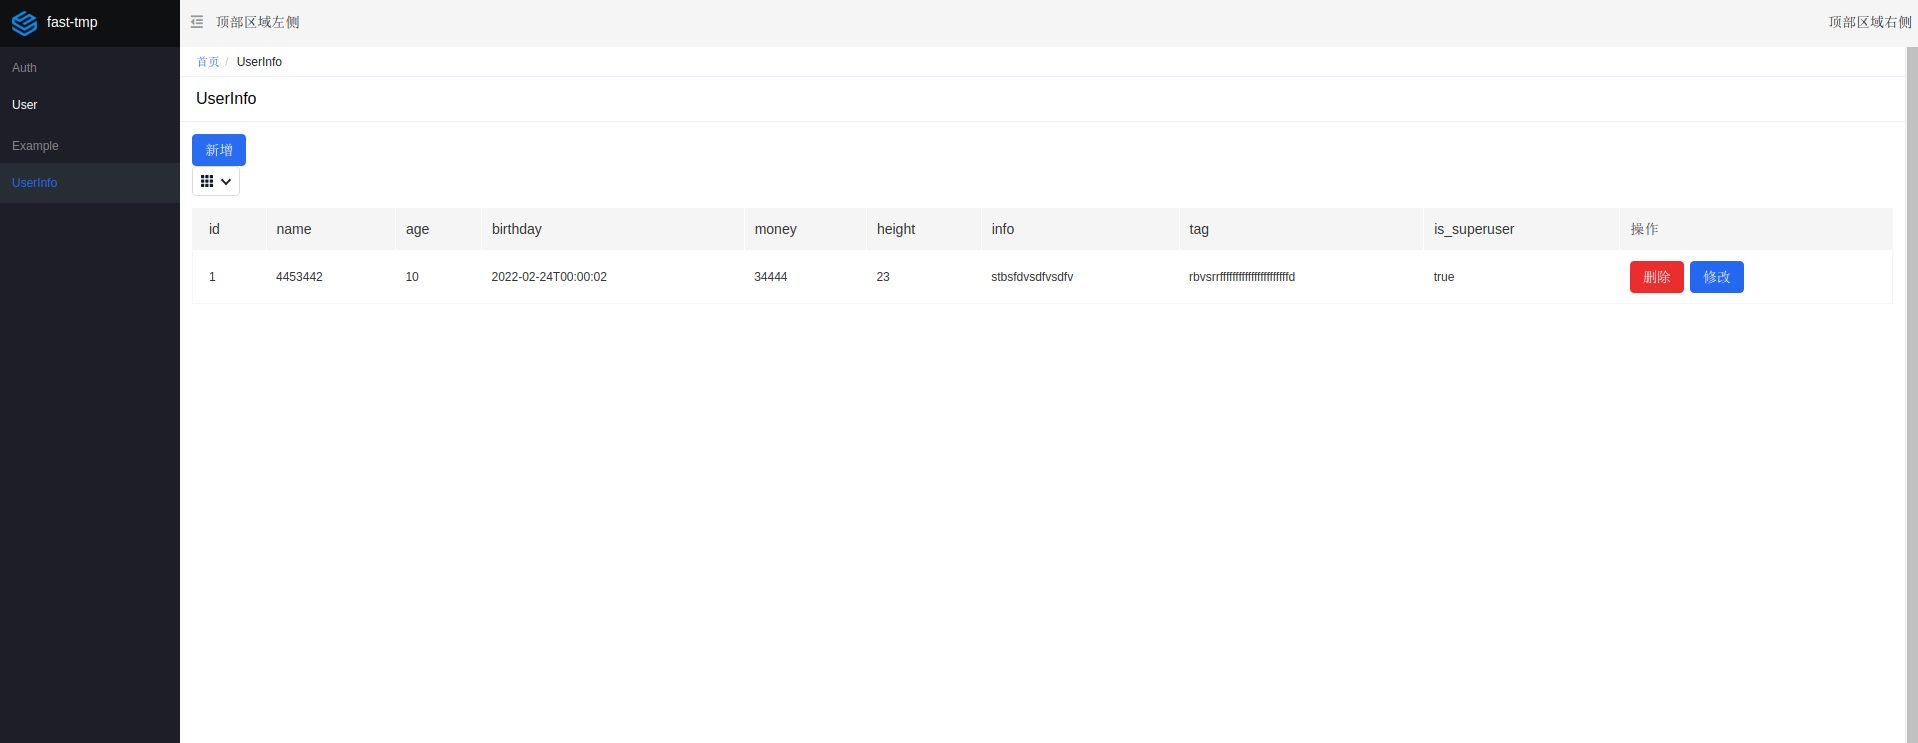 fast-tmp
顶部区域左侧
顶部区域右侧
Auth
User
Example
UserInfo
首页 / UserInfo
UserInfo
新增
id name age birthday money height info tag is_superuser 操作
1 4453442 10 2022-02-24T00:00:02 34444 23 stbsfdvsdfvsdfv true 删除 修改